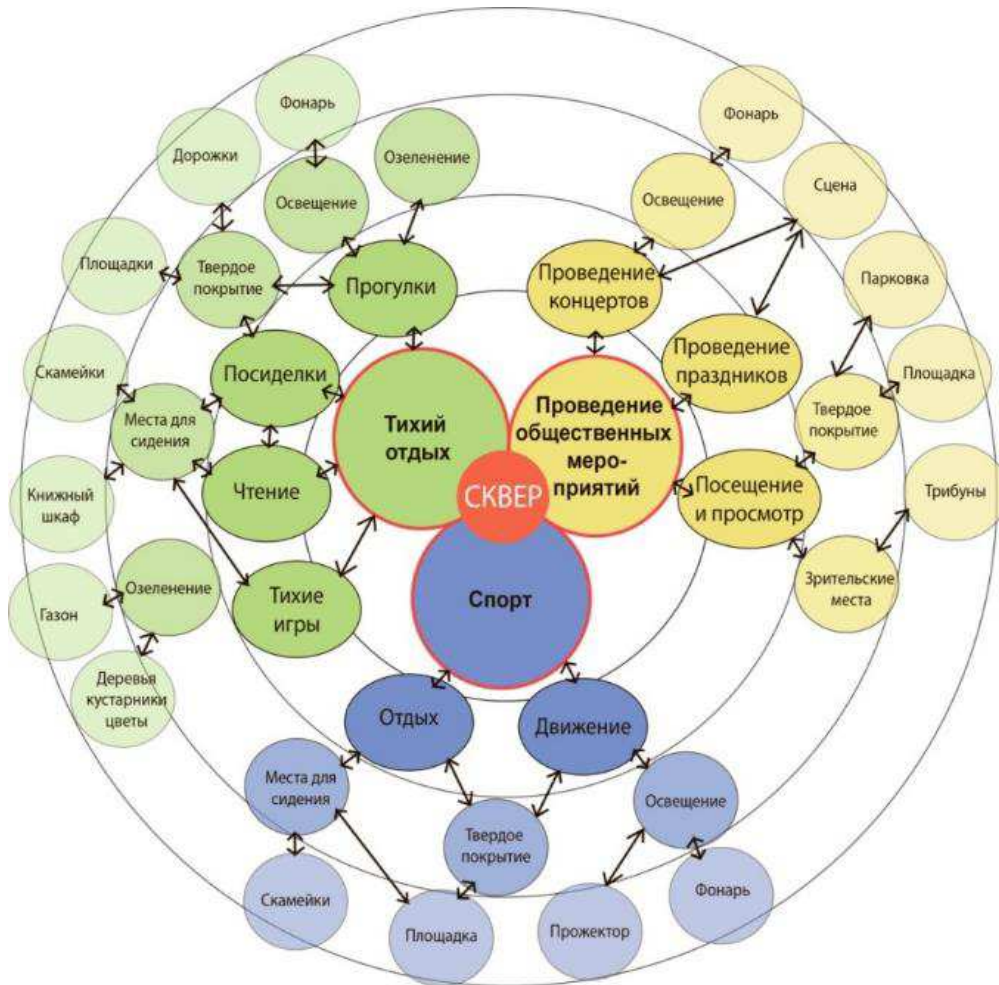 Фонарь
Дорожки
Освещение
Озеленение
Площадки
Твердое
покрытие
Прогулки
Скамейки
Посиделки
Места для
сидения
Тихий
отдых
Книжный
шкаф
Чтение
Озеленение
Газон
Тихие
игры
Деревья
кустарники
цветы
Фонарь
Освещение
Сцена
Проведение
концертов
Парковка
Проведение
праздников
Площадка
Проведение
общественных
меро-
приятий
Твердое
покрытие
Посещение
и просмотр
Трибуны
Зрительские
места
СКВЕР
Спорт
Отдых
Движение
Места для
сидения
Освещение
Твердое
покрытие
Скамейки
Площадка
Прожектор
Фонарь